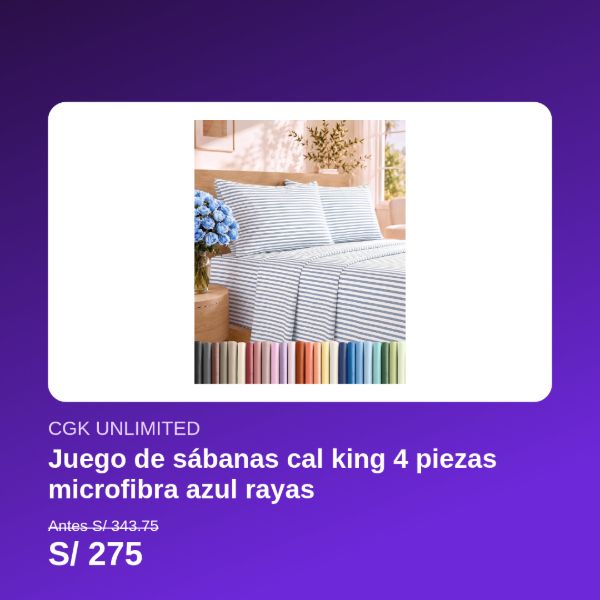 CGK UNLIMITED
Juego de sábanas cal king 4 piezas
microfibra azul rayas
Antes S/ 343.75
S/ 275